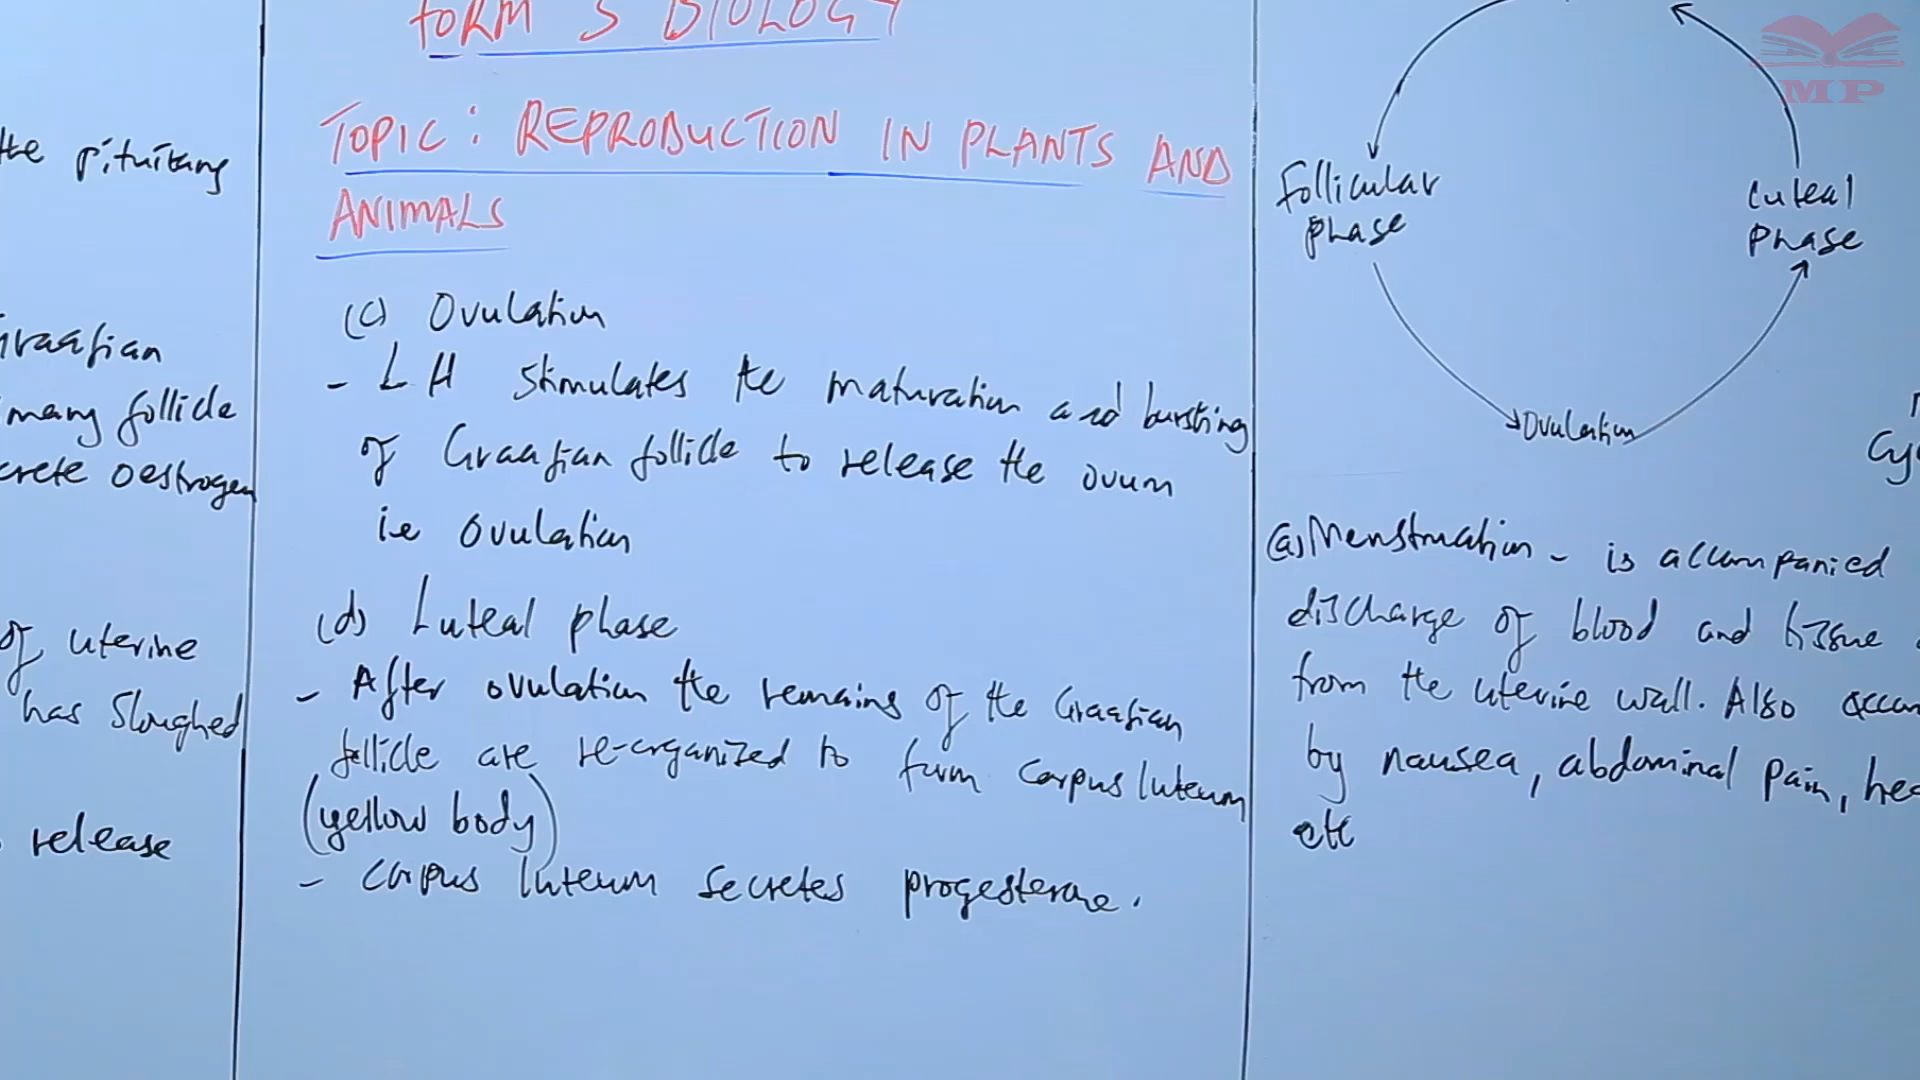 the pituitary
Graafian
many follicle
crete oestrogen
of uterine
has sloughed
release
FORM 3 BIOLOGY
TOPIC: REPRODUCTION IN PLANTS AND
ANIMALS
(c) Ovulation
- LH stimulates the maturation and bursting
of Graafian follicle to release the ovum
i.e ovulation
(d) Luteal phase
- After ovulation the remains of the Graafian
follicle are re-organized to form corpus luteum
(yellow body)
- corpus luteum secretes progesterone.
Follicular
phase
Luteal
phase
Ovulation
Cy
(a) Menstruation - is accompanied
discharge of blood and tissue
from the uterine wall. Also accom
by nausea, abdominal pain, hea
etc
MP